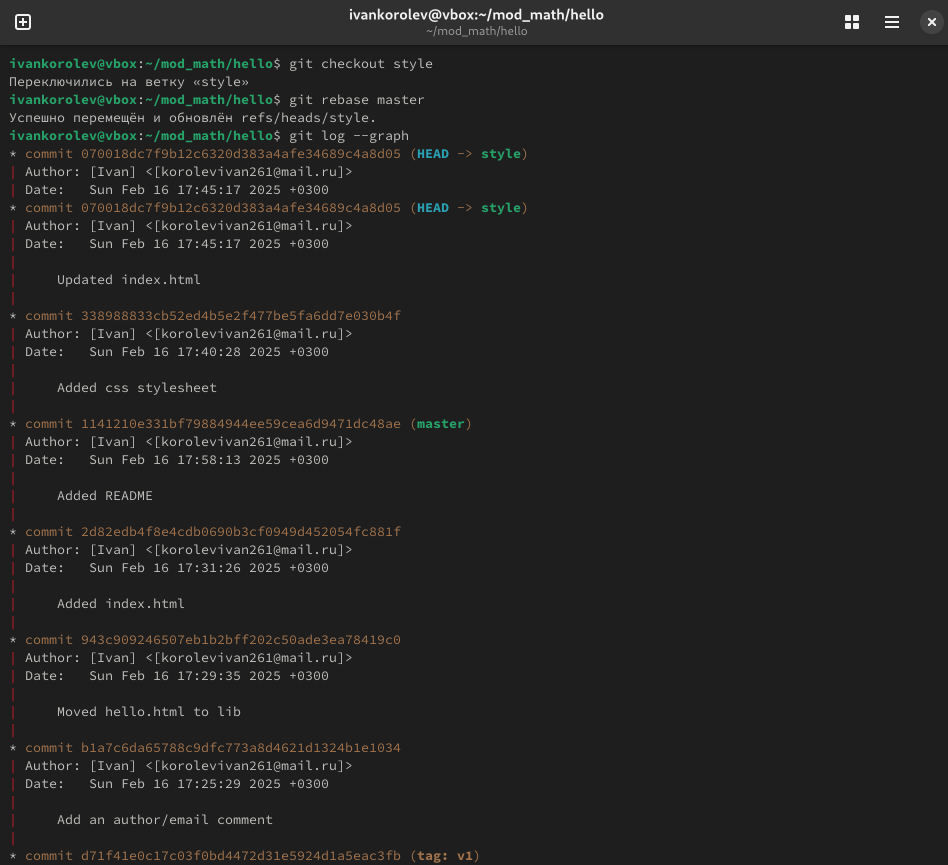 ivankorolev@vbox:~/mod_math/hello
~/mod_math/hello
ivankorolev@vbox:~/mod_math/hello$ git checkout style
Переключились на ветку «style»
ivankorolev@vbox:~/mod_math/hello$ git rebase master
Успешно перемещён и обновлён refs/heads/style.
ivankorolev@vbox:~/mod_math/hello$ git log --graph
* commit 070018dc7f9b12c6320d383a4afe34689c4a8d05 (HEAD -> style)
| Author: [Ivan] <[korolevivan261@mail.ru]>
| Date:   Sun Feb 16 17:45:17 2025 +0300
* commit 070018dc7f9b12c6320d383a4afe34689c4a8d05 (HEAD -> style)
| Author: [Ivan] <[korolevivan261@mail.ru]>
| Date:   Sun Feb 16 17:45:17 2025 +0300
|
|     Updated index.html
|
* commit 338988833cb52ed4b5e2f477be5fa6dd7e030b4f
| Author: [Ivan] <[korolevivan261@mail.ru]>
| Date:   Sun Feb 16 17:40:28 2025 +0300
|
|     Added css stylesheet
|
* commit 1141210e331bf79884944ee59cea6d9471dc48ae (master)
| Author: [Ivan] <[korolevivan261@mail.ru]>
| Date:   Sun Feb 16 17:58:13 2025 +0300
|
|     Added README
|
* commit 2d82edb4f8e4cdb0690b3cf0949d452054fc881f
| Author: [Ivan] <[korolevivan261@mail.ru]>
| Date:   Sun Feb 16 17:31:26 2025 +0300
|
|     Added index.html
|
* commit 943c909246507eb1b2bff202c50ade3ea78419c0
| Author: [Ivan] <[korolevivan261@mail.ru]>
| Date:   Sun Feb 16 17:29:35 2025 +0300
|
|     Moved hello.html to lib
|
* commit b1a7c6da65788c9dfc773a8d4621d1324b1e1034
| Author: [Ivan] <[korolevivan261@mail.ru]>
| Date:   Sun Feb 16 17:25:29 2025 +0300
|
|     Add an author/email comment
|
* commit d71f41e0c17c03f0bd4472d31e5924d1a5eac3fb (tag: v1)